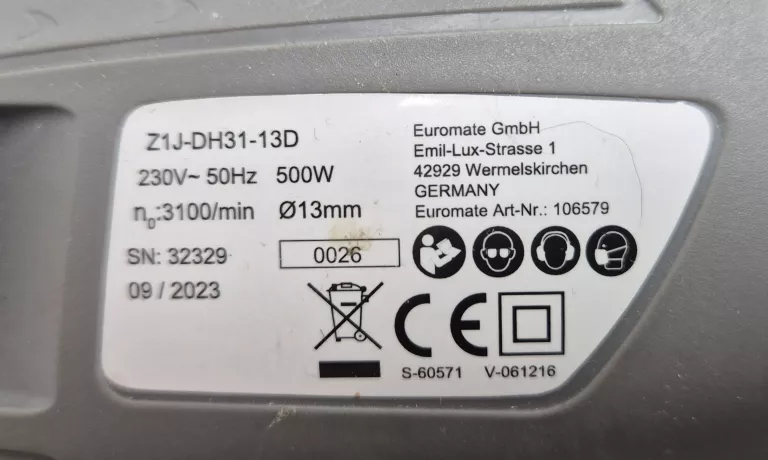 Z1J-DH31-13D
230V~ 50Hz 500W
n₀:3100/min Ø13mm
SN: 32329 0026
09 / 2023
Euromate GmbH
Emil-Lux-Strasse 1
42929 Wermelskirchen
GERMANY
Euromate Art-Nr.: 106579
CE
S-60571 V-061216